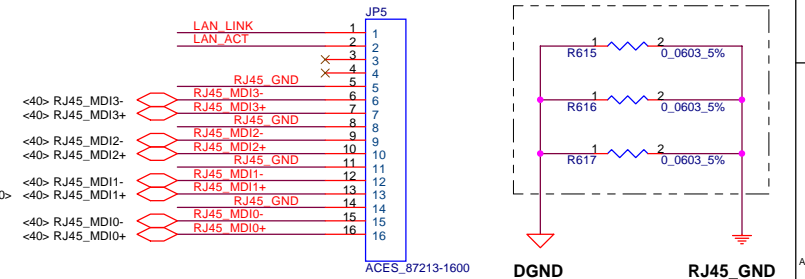 JP5
LAN_LINK 1 1
LAN_ACT 2 2
3 3
4 4
RJ45_GND 5 5
<40> RJ45_MDI3- RJ45_MDI3- 6 6
<40> RJ45_MDI3+ RJ45_MDI3+ 7 7
RJ45_GND 8 8
<40> RJ45_MDI2- RJ45_MDI2- 9 9
<40> RJ45_MDI2+ RJ45_MDI2+ 10 10
RJ45_GND 11 11
<40> RJ45_MDI1- RJ45_MDI1- 12 12
0> <40> RJ45_MDI1+ RJ45_MDI1+ 13 13
RJ45_GND 14 14
<40> RJ45_MDI0- RJ45_MDI0- 15 15
<40> RJ45_MDI0+ RJ45_MDI0+ 16 16
ACES_87213-1600
1 2
R615 0_0603_5%
1 2
R616 0_0603_5%
1 2
R617 0_0603_5%
DGND RJ45_GND
A